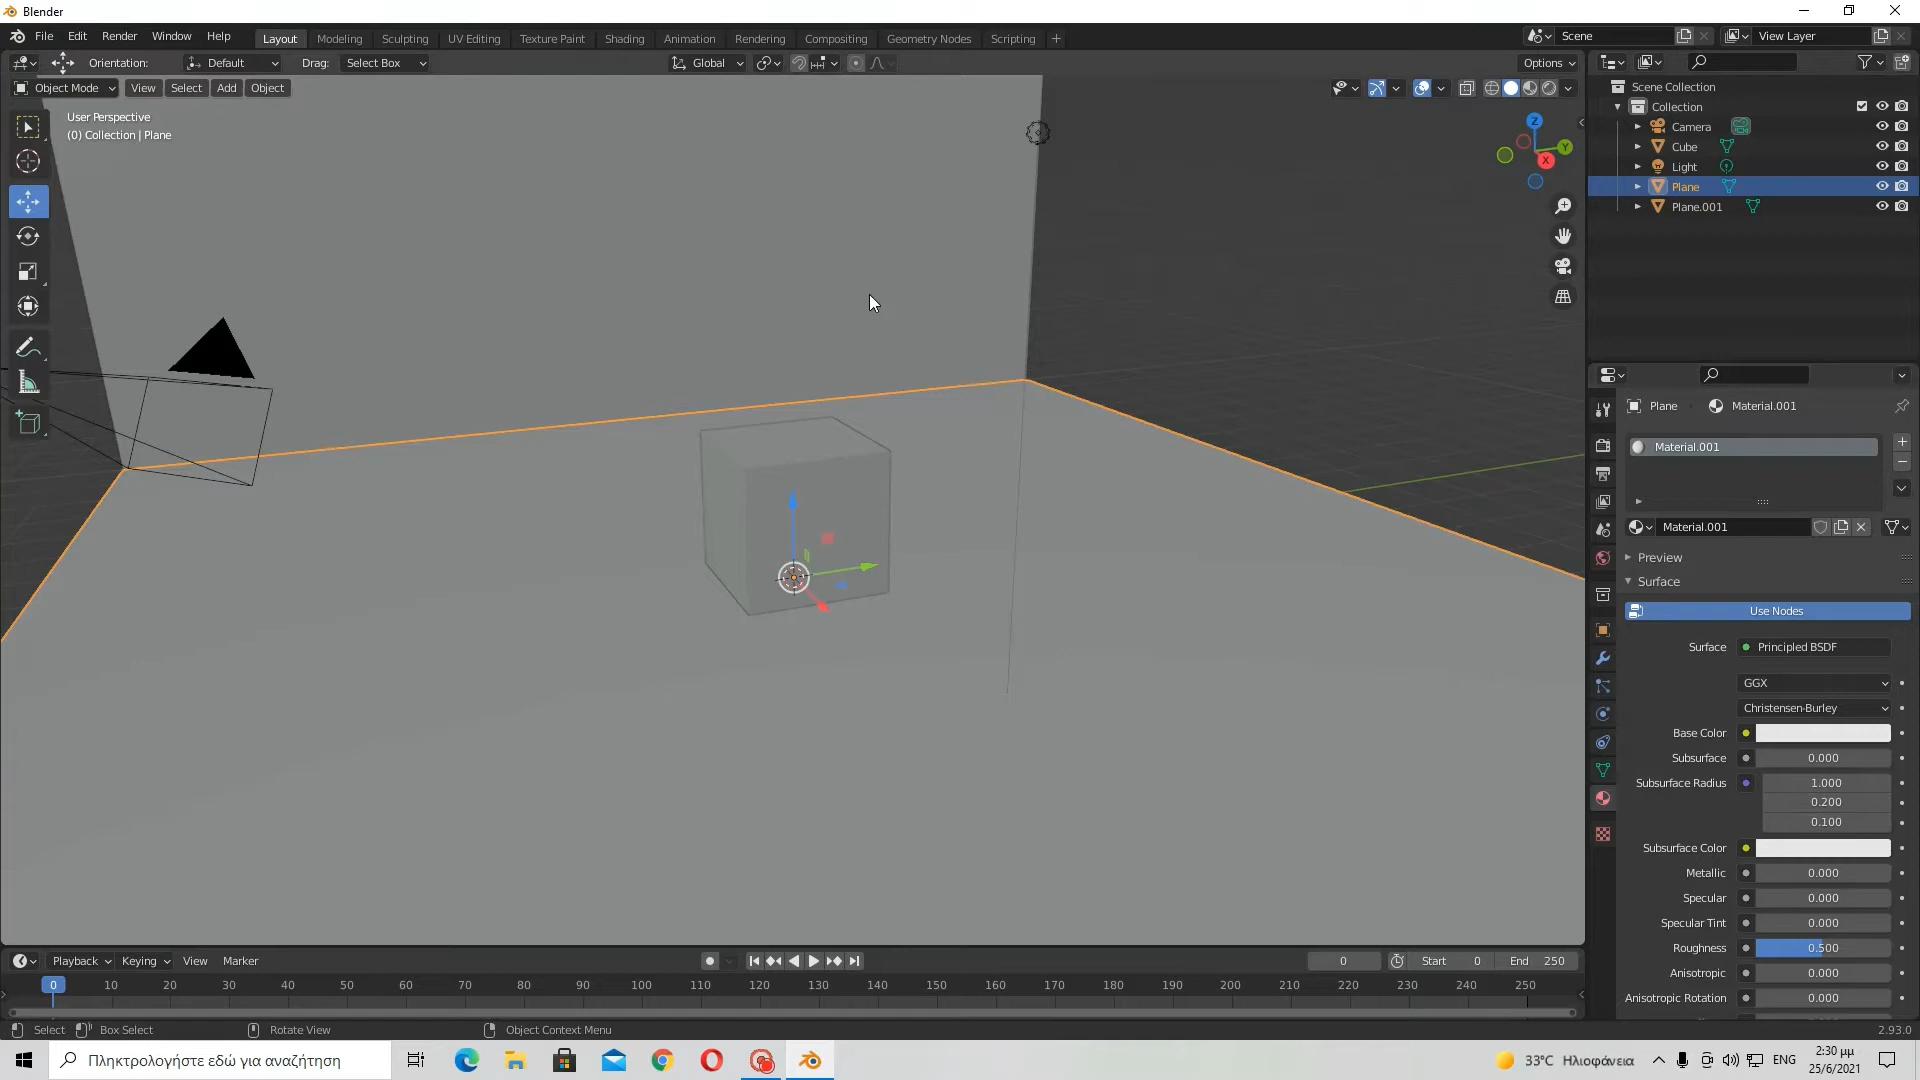 Blender
File Edit Render Window Help Layout Modeling Sculpting UV Editing Texture Paint Shading Animation Rendering Compositing Geometry Nodes Scripting + Scene View Layer
Orientation: Default Drag: Select Box Global Options
Object Mode View Select Add Object
User Perspective
(0) Collection | Plane
Z
Y
X
Scene Collection
Collection
Camera
Cube
Light
Plane
Plane.001
Plane Material.001
Material.001
Material.001
Preview
Surface
Use Nodes
Surface Principled BSDF
GGX
Christensen-Burley
Base Color
Subsurface 0.000
Subsurface Radius 1.000
0.200
0.100
Subsurface Color
Metallic 0.000
Specular 0.000
Specular Tint 0.000
Roughness 0.500
Anisotropic 0.000
Anisotropic Rotation 0.000
Playback Keying View Marker 0 Start 0 End 250
0 10 20 30 40 50 60 70 80 90 100 110 120 130 140 150 160 170 180 190 200 210 220 230 240 250
Select Box Select Rotate View Object Context Menu 2.93.0
Πληκτρολογήστε εδώ για αναζήτηση
33°C Ηλιοφάνεια ENG 2:30 μμ
25/6/2021